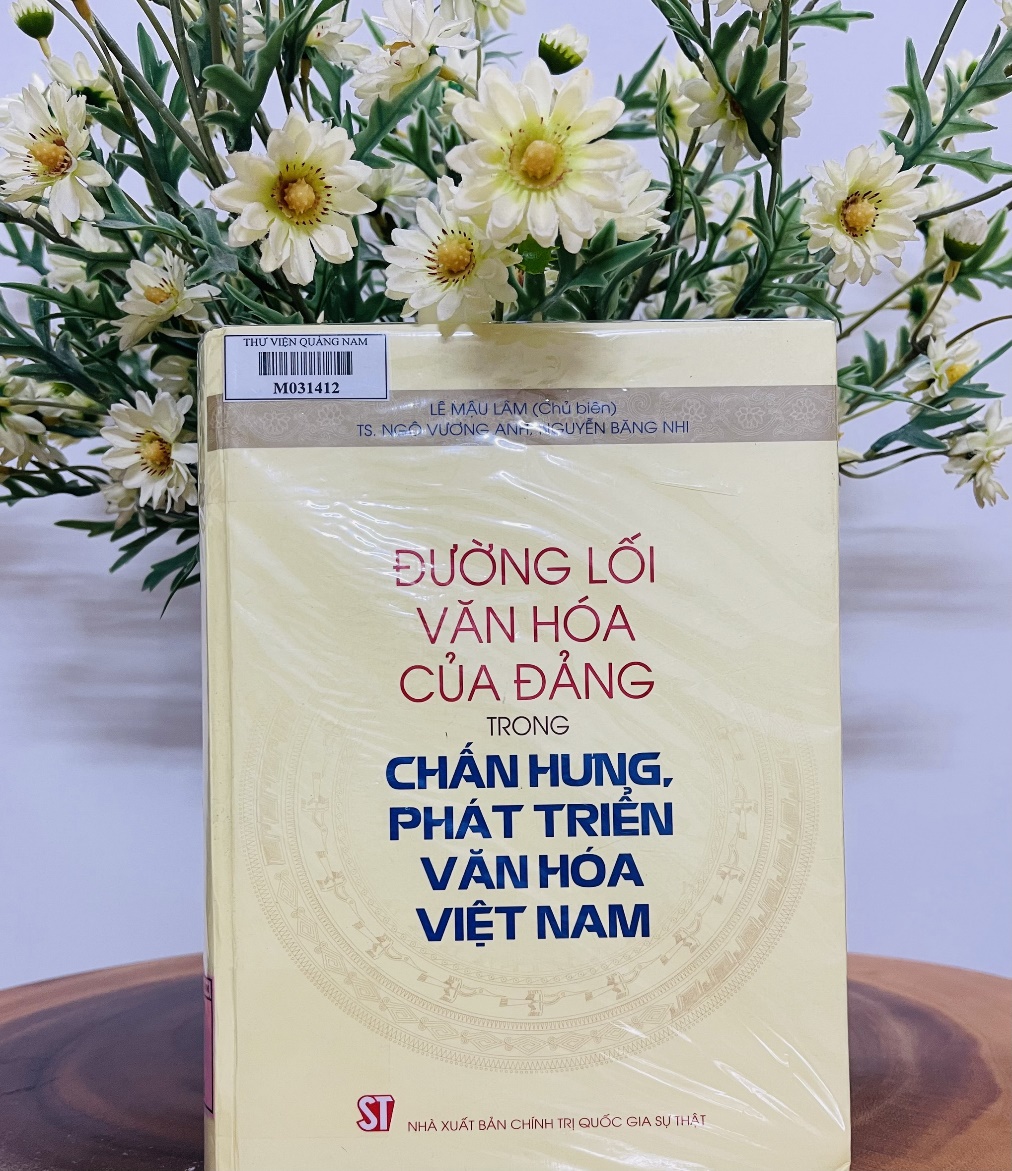 THƯ VIỆN QUẢNG NAM
M031412
LÊ MẬU LÂM (Chủ biên)
TS. NGÔ VƯƠNG ANH, NGUYỄN BĂNG NHI
ĐƯỜNG LỐI
VĂN HÓA
CỦA ĐẢNG
TRONG
CHẤN HƯNG,
PHÁT TRIỂN
VĂN HÓA
VIỆT NAM
ST
NHÀ XUẤT BẢN CHÍNH TRỊ QUỐC GIA SỰ THẬT